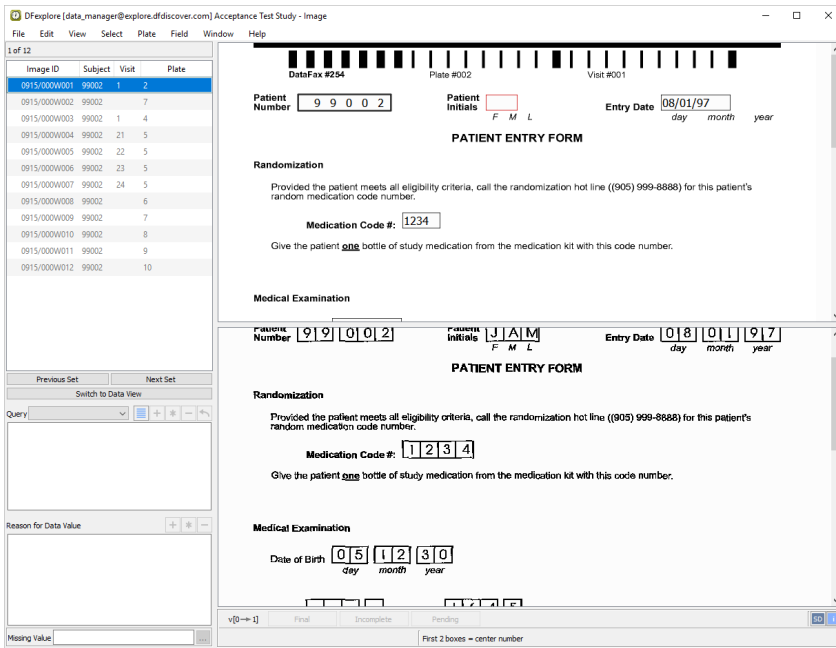 DFexplore [data_manager@explore.dfdiscover.com] Acceptance Test Study - Image
File Edit View Select Plate Field Window Help
1 of 12
Image ID Subject Visit Plate
0915/000W001 99002 1 2
0915/000W002 99002 7
0915/000W003 99002 1 4
0915/000W004 99002 21 5
0915/000W005 99002 22 5
0915/000W006 99002 23 5
0915/000W007 99002 24 5
0915/000W008 99002 6
0915/000W009 99002 7
0915/000W010 99002 8
0915/000W011 99002 9
0915/000W012 99002 10
Previous Set Next Set
Switch to Data View
Query
Reason for Data Value
Missing Value ...
DataFax #254 Plate #002 Visit #001
Patient Number 9 9 0 0 2 Patient Initials Entry Date 08/01/97
F M L day month year
PATIENT ENTRY FORM
Randomization
Provided the patient meets all eligibility criteria, call the randomization hot line ((905) 999-8888) for this patient's
random medication code number.
Medication Code #: 1234
Give the patient one bottle of study medication from the medication kit with this code number.
Medical Examination
Patient Number 9 9 0 0 2 Patient Initials J A M Entry Date 0 8 0 1 9 7
F M L day month year
PATIENT ENTRY FORM
Randomization
Provided the patient meets all eligibility criteria, call the randomization hot line ((905) 999-8888) for this patient's
random medication code number.
Medication Code #: 1 2 3 4
Give the patient one bottle of study medication from the medication kit with this code number.
Medical Examination
Date of Birth 0 5 1 2 3 0
day month year
v[0→1] Final Incomplete Pending SD
First 2 boxes = center number